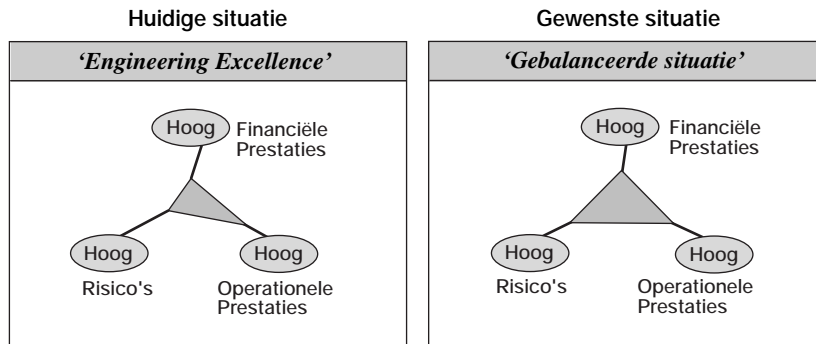 Huidige situatie
‘Engineering Excellence’
Hoog
Financiële
Prestaties
Hoog
Risico's
Hoog
Operationele
Prestaties
Gewenste situatie
‘Gebalanceerde situatie’
Hoog
Financiële
Prestaties
Hoog
Risico's
Hoog
Operationele
Prestaties